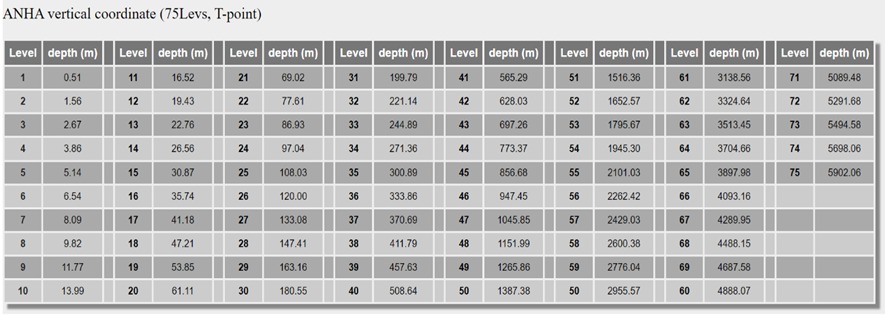 ANHA vertical coordinate (75Levs, T-point)
Level depth (m) Level depth (m) Level depth (m) Level depth (m) Level depth (m) Level depth (m) Level depth (m) Level depth (m)
1 0.51 11 16.52 21 69.02 31 199.79 41 565.29 51 1516.36 61 3138.56 71 5089.48
2 1.56 12 19.43 22 77.61 32 221.14 42 628.03 52 1652.57 62 3324.64 72 5291.68
3 2.67 13 22.76 23 86.93 33 244.89 43 697.26 53 1795.67 63 3513.45 73 5494.58
4 3.86 14 26.56 24 97.04 34 271.36 44 773.37 54 1945.30 64 3704.66 74 5698.06
5 5.14 15 30.87 25 108.03 35 300.89 45 856.68 55 2101.03 65 3897.98 75 5902.06
6 6.54 16 35.74 26 120.00 36 333.86 46 947.45 56 2262.42 66 4093.16
7 8.09 17 41.18 27 133.08 37 370.69 47 1045.85 57 2429.03 67 4289.95
8 9.82 18 47.21 28 147.41 38 411.79 48 1151.99 58 2600.38 68 4488.15
9 11.77 19 53.85 29 163.16 39 457.63 49 1265.86 59 2776.04 69 4687.58
10 13.99 20 61.11 30 180.55 40 508.64 50 1387.38 50 2955.57 60 4888.07